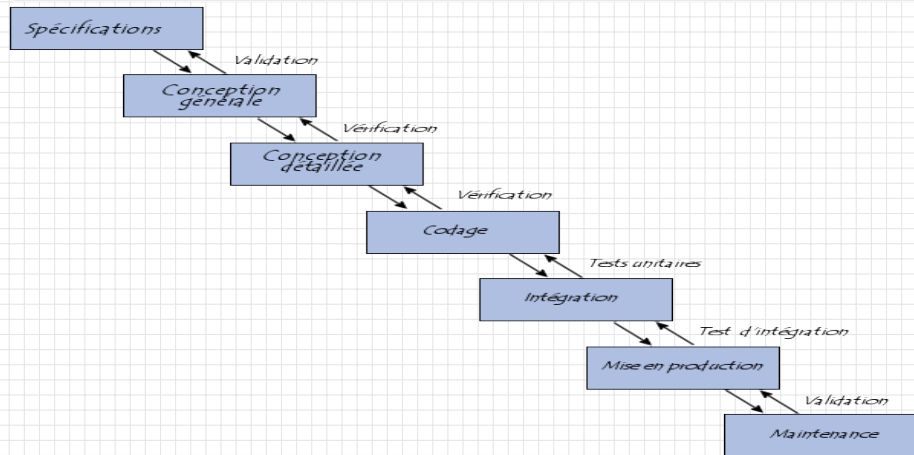 Spécifications
Validation
Conception
générale
Vérification
Conception
détaillée
Vérification
Codage
Tests unitaires
Intégration
Test d'intégration
Mise en production
Validation
Maintenance